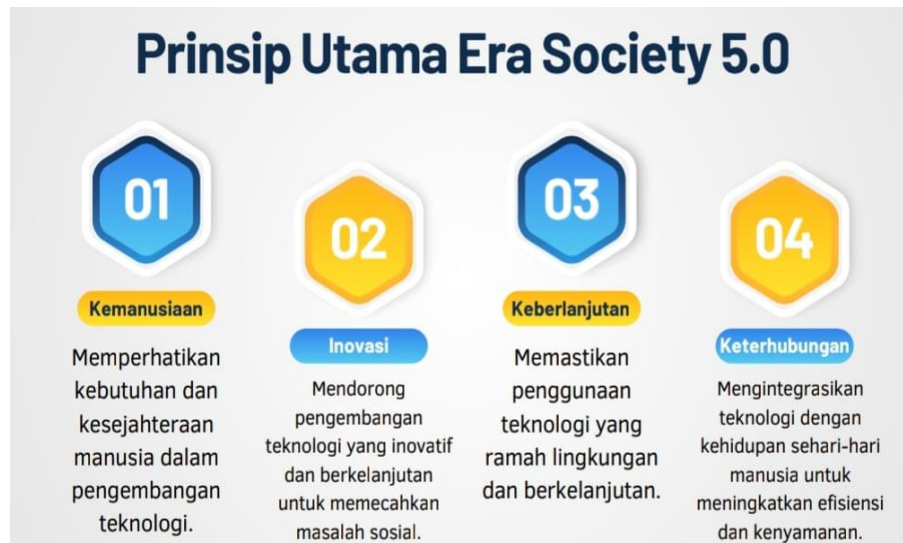 Prinsip Utama Era Society 5.0
01
Kemanusiaan
Memperhatikan
kebutuhan dan
kesejahteraan
manusia dalam
pengembangan
teknologi.
02
Inovasi
Mendorong
pengembangan
teknologi yang inovatif
dan berkelanjutan
untuk memecahkan
masalah sosial.
03
Keberlanjutan
Memastikan
penggunaan
teknologi yang
ramah lingkungan
dan berkelanjutan.
04
Keterhubungan
Mengintegrasikan
teknologi dengan
kehidupan sehari-hari
manusia untuk
meningkatkan efisiensi
dan kenyamanan.